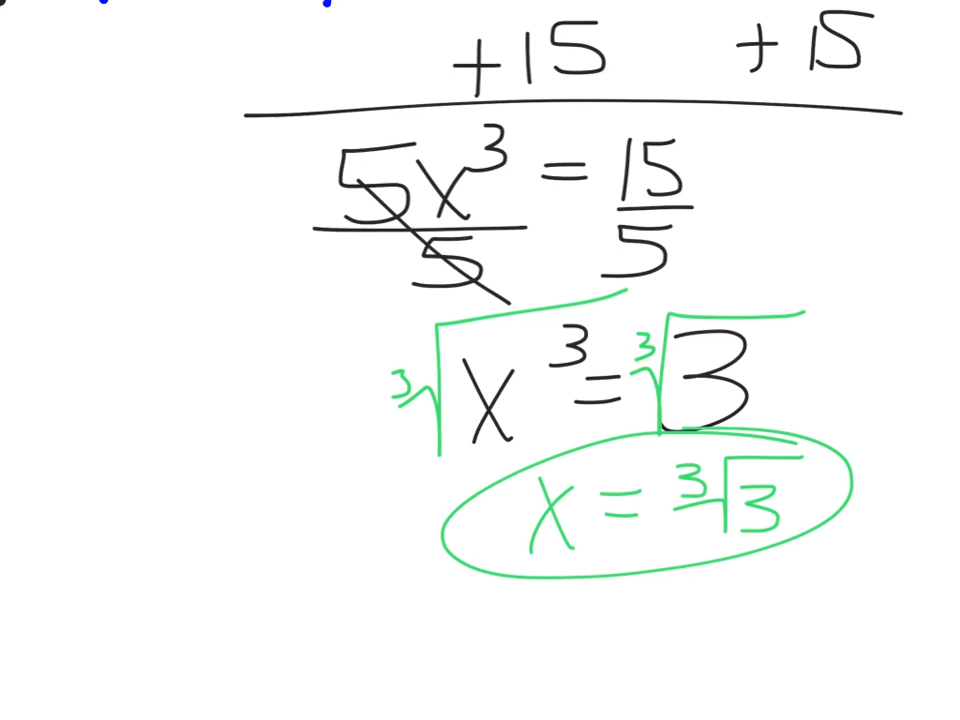 +15 +15
5x³ = 15
5 5
∛x³ = ∛3
x = ∛3